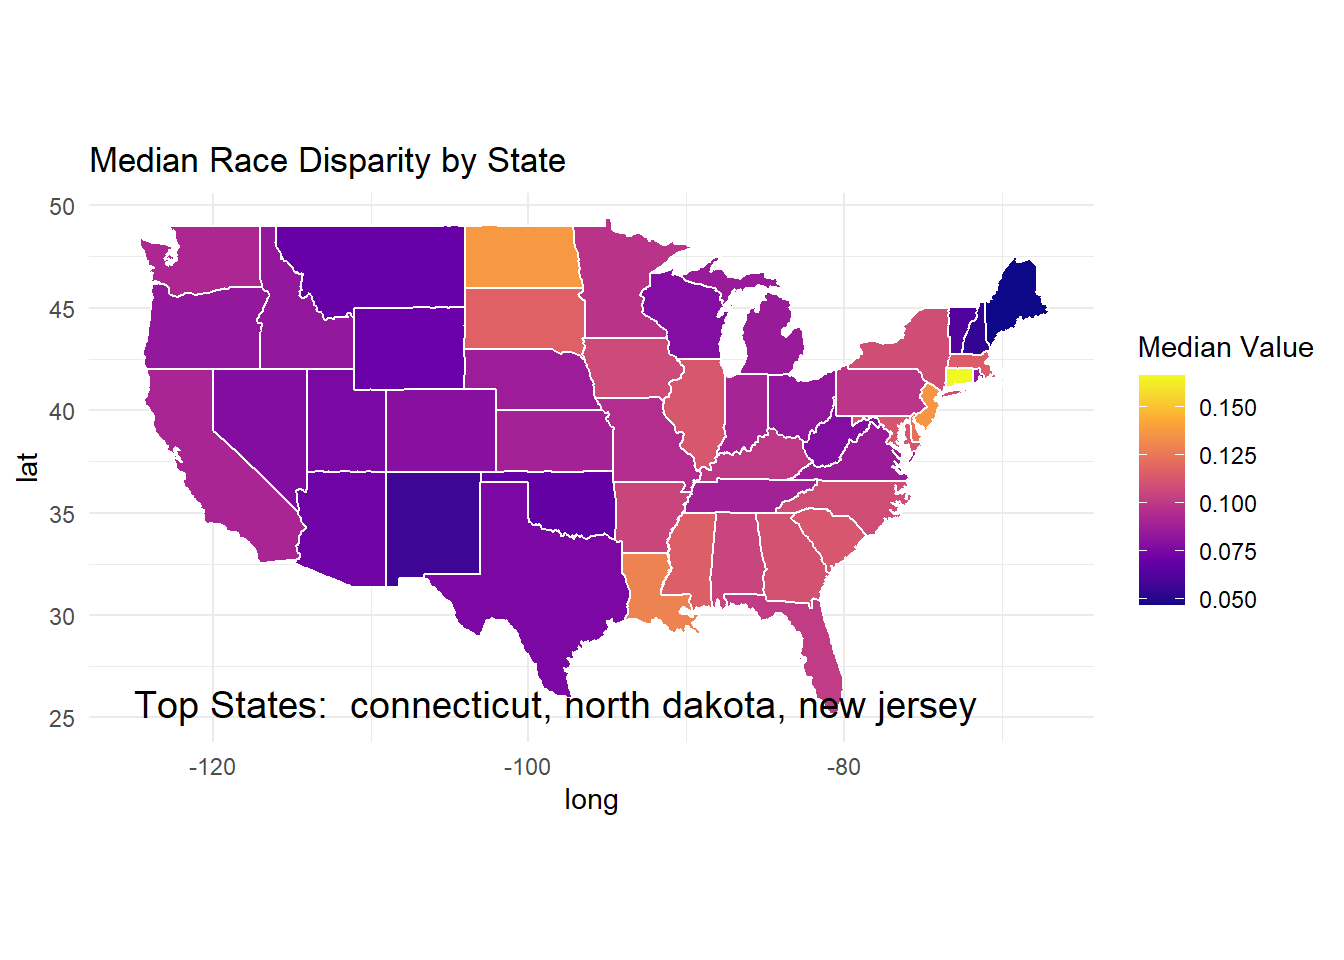 Median Race Disparity by State
50
45
40
35
30
25
lat
-120
-100
-80
long
Top States:  connecticut, north dakota, new jersey
Median Value
0.150
0.125
0.100
0.075
0.050